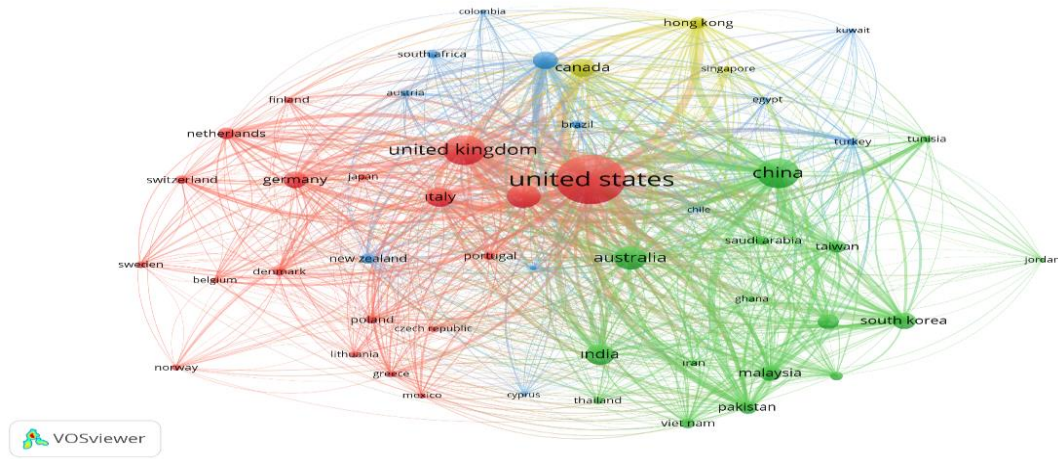 colombia
hong kong
kuwait
south africa
canada
singapore
austria
finland
egypt
brazil
netherlands
turkey
tunisia
united kingdom
japan
switzerland
germany
united states
china
italy
chile
saudi arabia
taiwan
portugal
australia
new zealand
sweden
denmark
belgium
jordan
ghana
poland
czech republic
south korea
lithuania
india
iran
norway
greece
malaysia
mexico
cyprus
thailand
pakistan
viet nam
VOSviewer